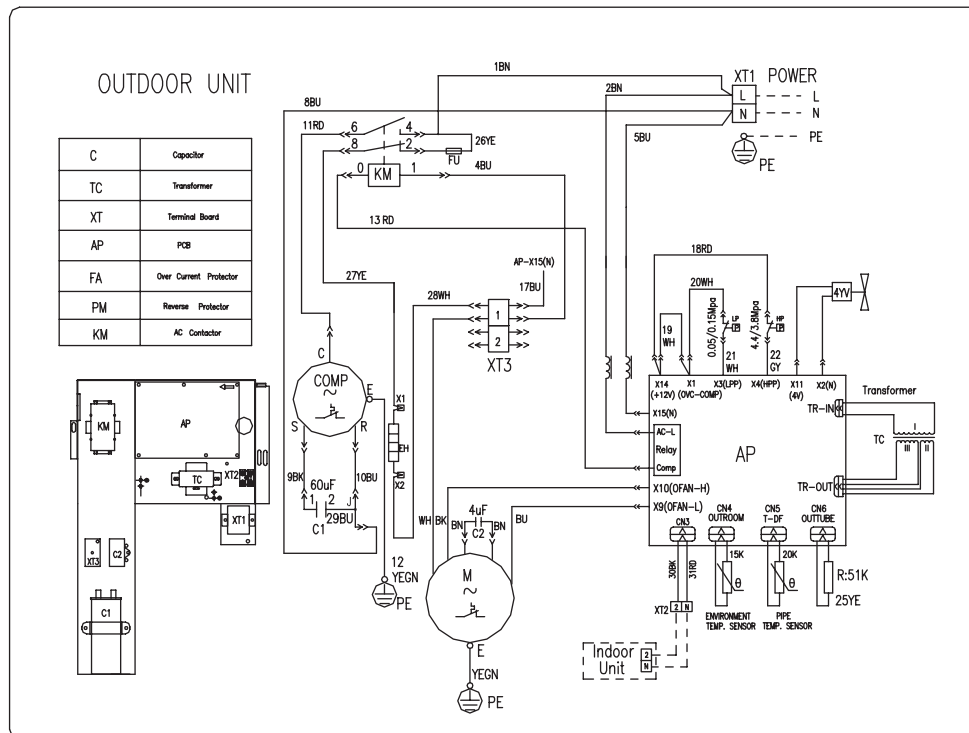 OUTDOOR UNIT
C Capacitor
TC Transformer
XT Terminal Board
AP PCB
FA Over Current Protector
PM Reverse Protector
KM AC Contactor
1BN
XT1 POWER
2BN
L L
8BU
N N
11RD 6 4
26YE
5BU
PE
8 2
FU
PE
4BU
0 KM 1
13 RD
18RD
AP-X15(N)
27YE
17BU
20WH
28WH
4YV
1
0.05/0.15Mpa
LP
P
4.4/3.8Mpa
HP
P
19
WH
2
XT3
21
WH
22
GY
C
COMP
~
E
S R
X1
EH
X2
X14
(+12V)
X1
(OVC-COMP)
X3(LPP)
X4(HPP)
X11
(4V)
X2(N)
Transformer
TR-IN
X15(N)
I
TC
III II
AC-L
Relay
Comp
AP
TR-OUT
X10(OFAN-H)
X9(OFAN-L)
9BK
60uF
10BU
1 2 J
29BU
C1
WH
BK
4uF
BN
C2
BN
BU
CN3
CN4
OUTROOM
CN5
T-DF
CN6
OUTTUBE
15K
20K
θ
θ
R:51K
25YE
30BK
31RD
12
YEGN
PE
M
~
E
YEGN
PE
XT2 2 N
ENVIRONMENT
TEMP. SENSOR
PIPE
TEMP. SENSOR
Indoor
Unit
2
N
KM
AP
TC
XT2
XT1
XT3
C2
C1